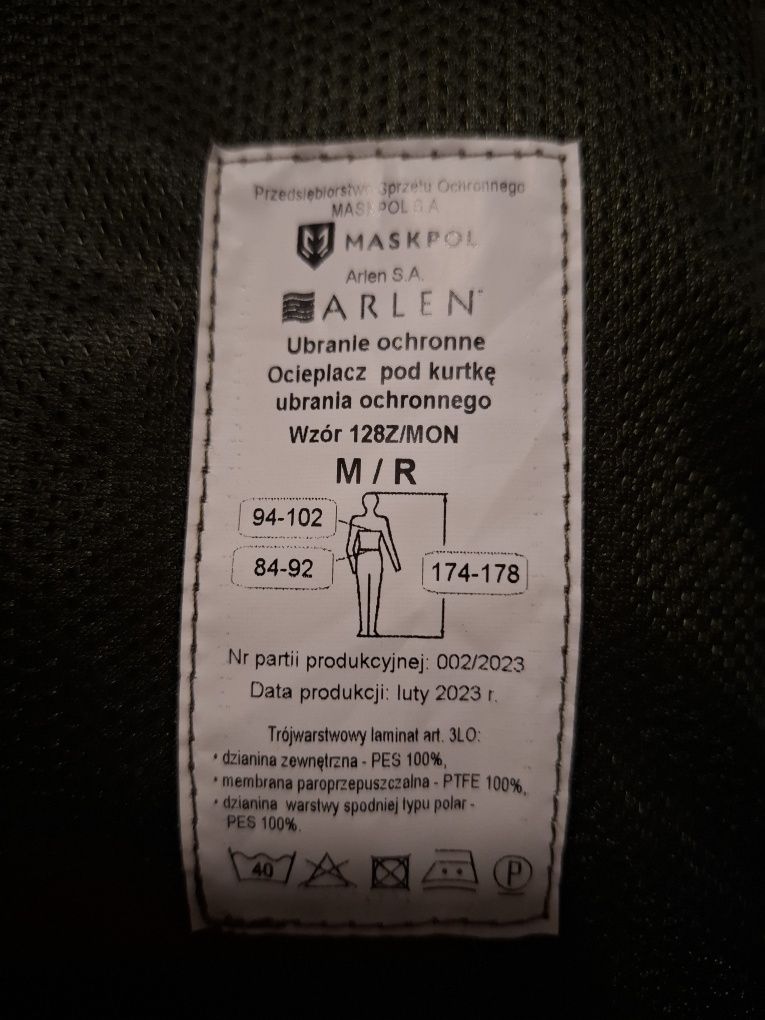 Przedsiębiorstwo Sprzętu Ochronnego
MASKPOL S.A.
MASKPOL
Arlen S.A.
ARLEN™
Ubranie ochronne
Ocieplacz pod kurtkę
ubrania ochronnego
Wzór 128Z/MON
M / R
94-102
84-92
174-178
Nr partii produkcyjnej: 002/2023
Data produkcji: luty 2023 r.
Trójwarstwowy laminat art. 3LO:
• dzianina zewnętrzna - PES 100%,
• membrana paroprzepuszczalna - PTFE 100%,
• dzianina warstwy spodniej typu polar -
PES 100%.
40
P